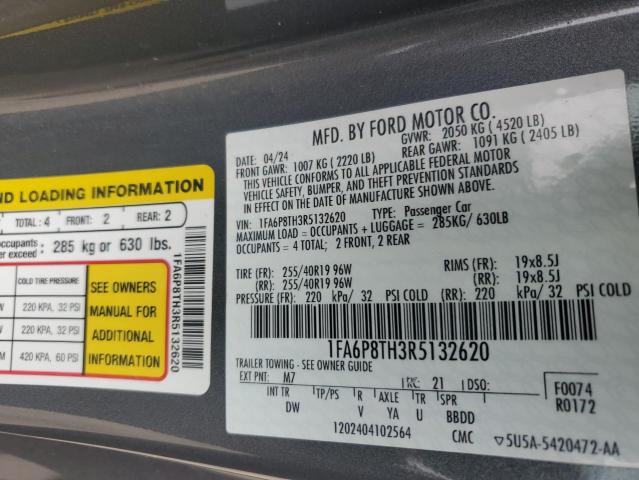 ND LOADING INFORMATION
TOTAL: 4 FRONT: 2 REAR: 2
occupants
exceed : 285 kg or 630 lbs.
COLD TIRE PRESSURE
220 KPA, 32 PSI
220 KPA, 32 PSI
420 KPA, 60 PSI
SEE OWNERS
MANUAL FOR
ADDITIONAL
INFORMATION
1FA6P8TH3R5132620
MFD. BY FORD MOTOR CO.
DATE: 04/24 GVWR: 2050 KG ( 4520 LB)
FRONT GAWR: 1007 KG ( 2220 LB) REAR GAWR: 1091 KG ( 2405 LB)
THIS VEHICLE CONFORMS TO ALL APPLICABLE FEDERAL MOTOR
VEHICLE SAFETY, BUMPER, AND THEFT PREVENTION STANDARDS
IN EFFECT ON THE DATE OF MANUFACTURE SHOWN ABOVE.
VIN: 1FA6P8TH3R5132620 TYPE: Passenger Car
MAXIMUM LOAD = OCCUPANTS + LUGGAGE = 285KG/ 630LB
OCCUPANTS = 4 TOTAL; 2 FRONT, 2 REAR
TIRE (FR): 255/40R19 96W RIMS (FR): 19x8.5J
(RR): 255/40R19 96W (RR): 19x8.5J
PRESSURE (FR): 220 kPa/ 32 PSI COLD (RR): 220 kPa/ 32 PSI COLD
1FA6P8TH3R5132620
TRAILER TOWING - SEE OWNER GUIDE
EXT PNT: M7 RC: 21 DSO: F0074
INT TR TP/PS R AXLE TR SPR R0172
DW V YA U BBDD
1202404102564 CMC 5U5A-5420472-AA